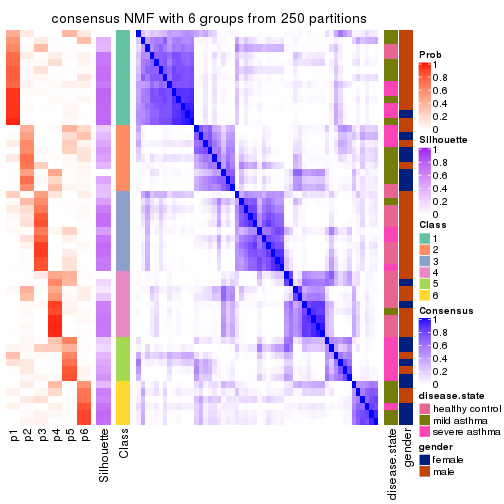 consensus NMF with 6 groups from 250 partitions
p1
p2
p3
p4
p5
p6
Silhouette
Class
disease.state
gender
Prob
1
0.8
0.6
0.4
0.2
0
Silhouette
1
0.8
0.6
0.4
0.2
0
Class
1
2
3
4
5
6
Consensus
1
0.8
0.6
0.4
0.2
0
disease.state
healthy control
mild asthma
severe asthma
gender
female
male